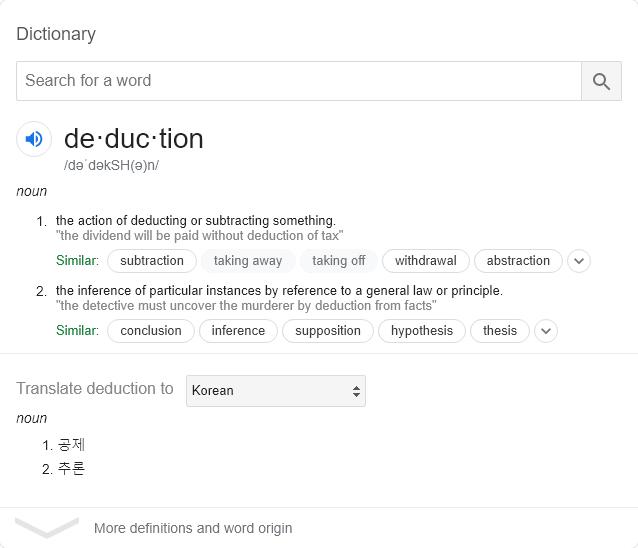 Dictionary
Search for a word
de·duc·tion
/dəˈdəkSH(ə)n/
noun
1. the action of deducting or subtracting something.
"the dividend will be paid without deduction of tax"
Similar: subtraction taking away taking off withdrawal abstraction
2. the inference of particular instances by reference to a general law or principle.
"the detective must uncover the murderer by deduction from facts"
Similar: conclusion inference supposition hypothesis thesis
Translate deduction to Korean
noun
1. 공제
2. 추론
More definitions and word origin